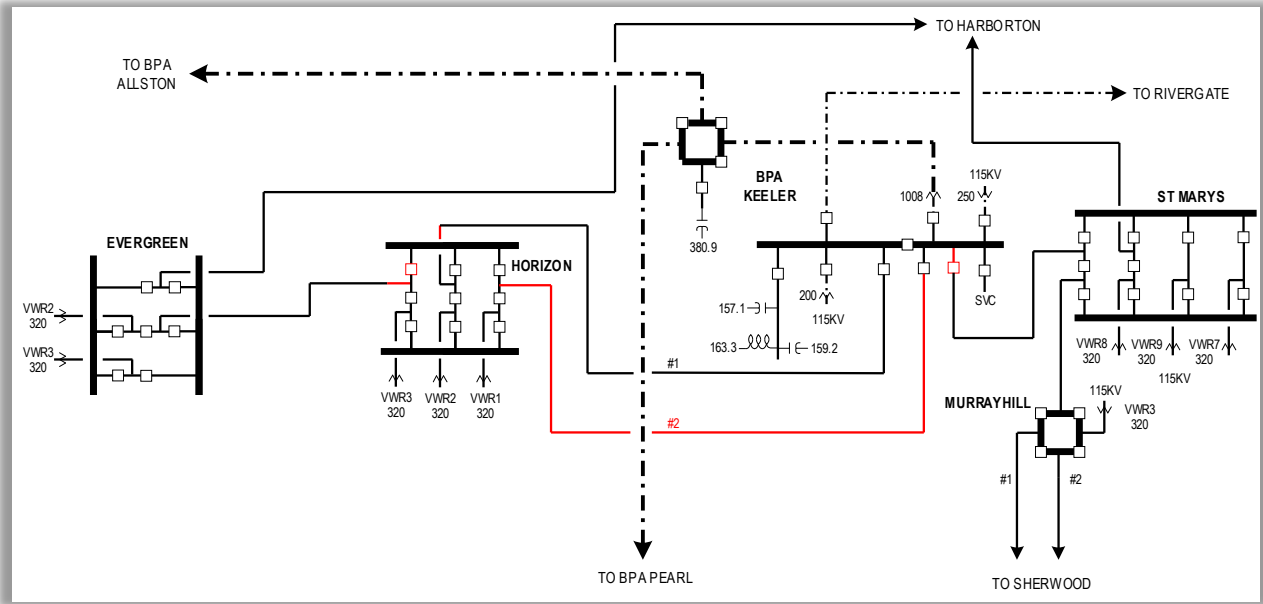 TO HARBORTON
TO BPA
ALLSTON
TO RIVERGATE
BPA
KEELER
115KV
1008
250
ST MARYS
380.9
EVERGREEN
HORIZON
VWR2
320
VWR3
320
157.1
200
115KV
SVC
163.3
159.2
VWR8
320
VWR9
320
VWR7
320
115KV
#1
VWR3
320
VWR2
320
VWR1
320
115KV
VWR3
320
MURRAYHILL
#2
#1
#2
TO BPA PEARL
TO SHERWOOD